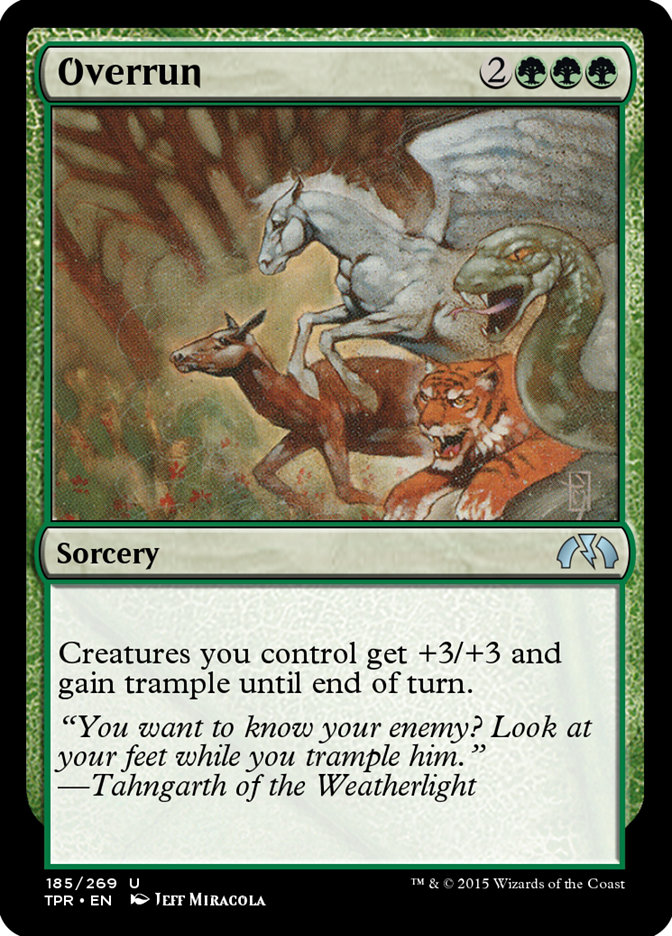 Overrun 2
Sorcery
Creatures you control get +3/+3 and
gain trample until end of turn.
“You want to know your enemy? Look at
your feet while you trample him.”
—Tahngarth of the Weatherlight
185/269 U
TPR • EN Jeff Miracola
™ & © 2015 Wizards of the Coast